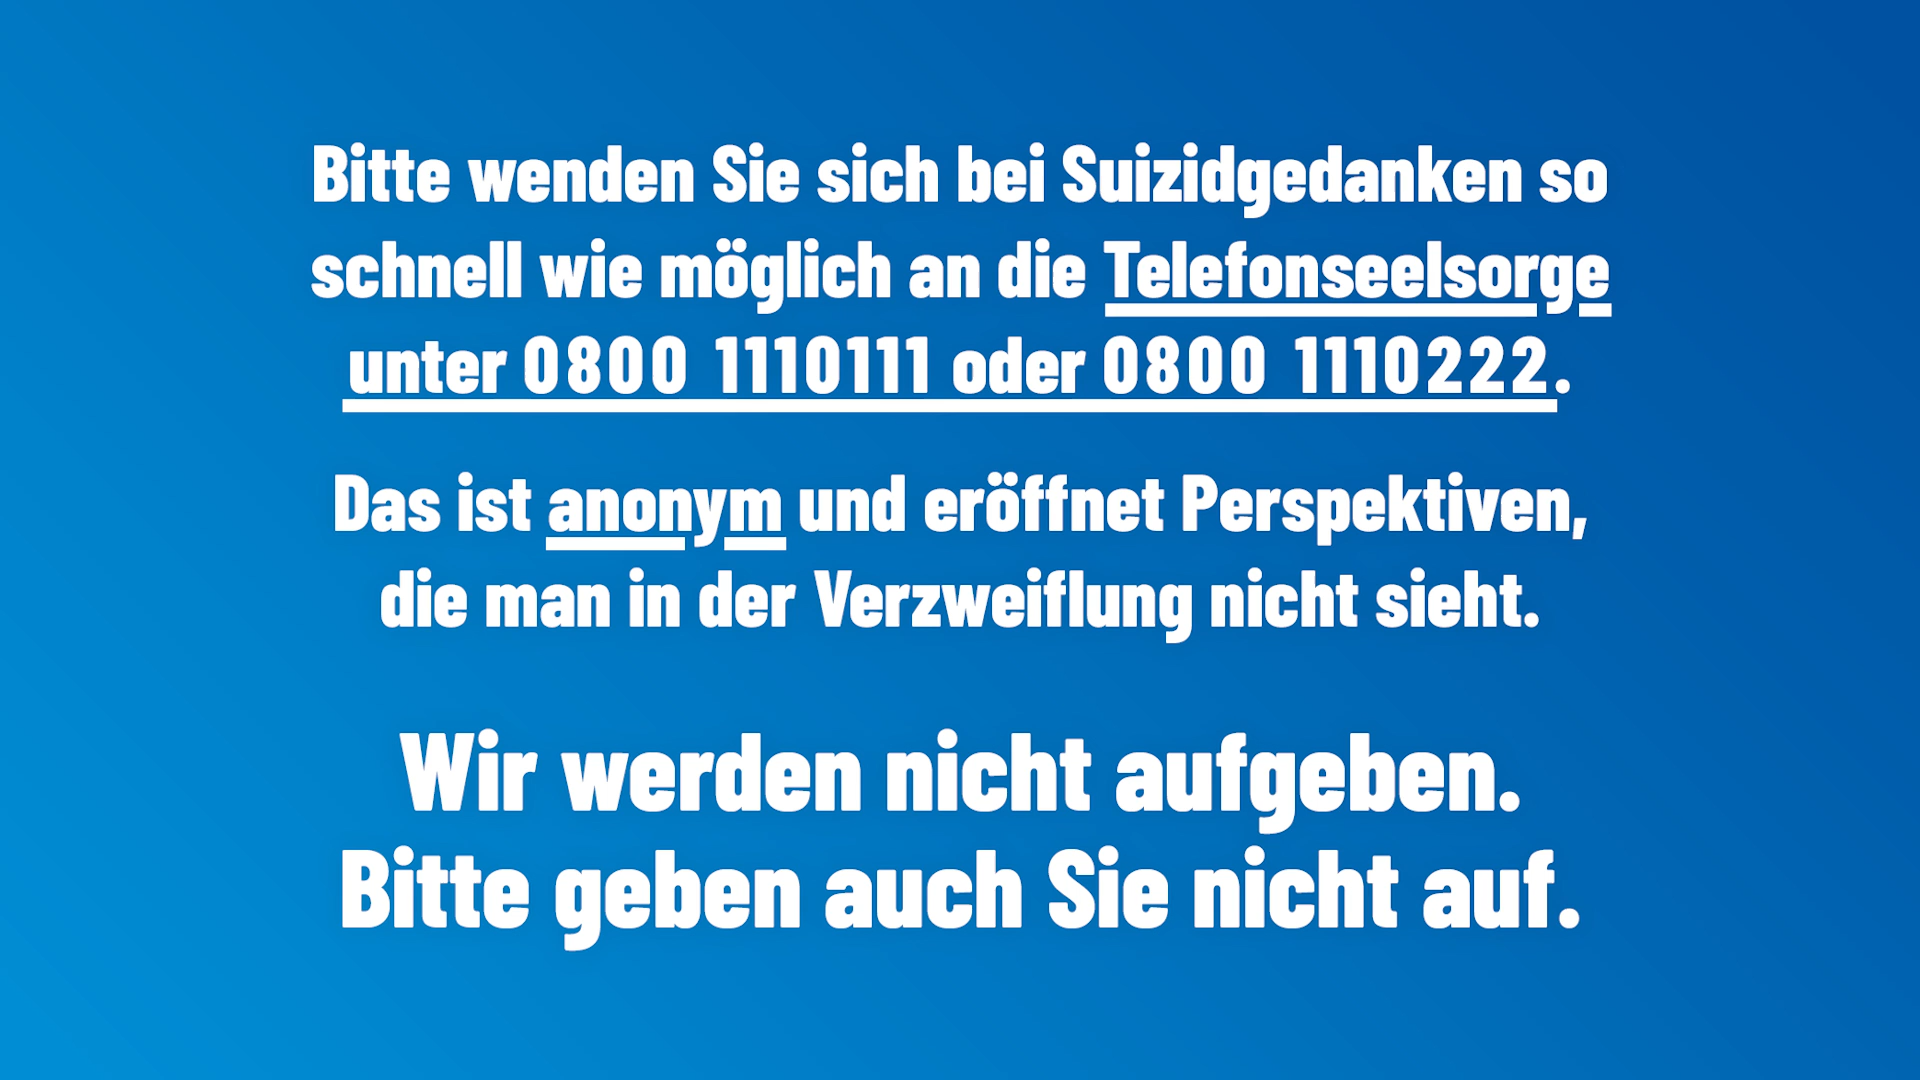 Bitte wenden Sie sich bei Suizidgedanken so
schnell wie möglich an die Telefonseelsorge
unter 0800 1110111 oder 0800 1110222.
Das ist anonym und eröffnet Perspektiven,
die man in der Verzweiflung nicht sieht.
Wir werden nicht aufgeben.
Bitte geben auch Sie nicht auf.